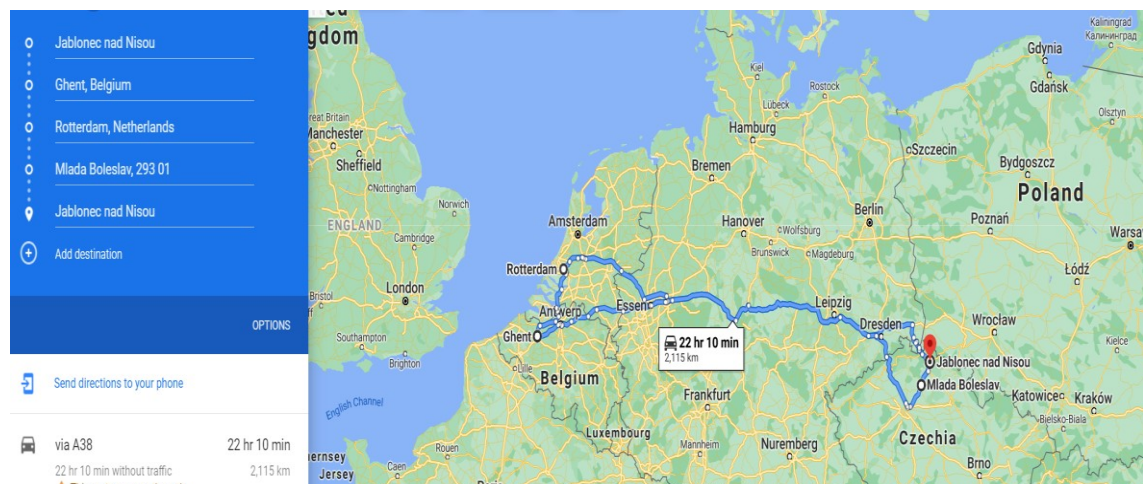 Jablonec nad Nisou
Ghent, Belgium
Rotterdam, Netherlands
Mlada Boleslav, 293 01
Jablonec nad Nisou
Add destination
OPTIONS
Send directions to your phone
via A38
22 hr 10 min
22 hr 10 min without traffic
2,115 km
gdom
Kaliningrad
Калининград
Gdynia
Gdańsk
Kiel
Rostock
Lübeck
Olsztyn
Manchester
Hamburg
Sheffield
Szczecin
Bremen
Bydgoszcz
Nottingham
Poland
Norwich
Berlin
ENGLAND
Amsterdam
Hanover
Wolfsburg
Poznań
Cambridge
Brunswick
Magdeburg
Rotterdam
Łódź
London
Bristol
Essen
Leipzig
Antwerp
Dresden
Wrocław
Southampton
Ghent
22 hr 10 min
2,115 km
Kielce
Brighton
Lille
Jablonec nad Nisou
Belgium
Mlada Boleslav
Frankfurt
Katowice
Kraków
English Channel
Bielsko-Biala
Luxembourg
Czechia
Rouen
Mannheim
Nuremberg
Jersey
Caen
Brno